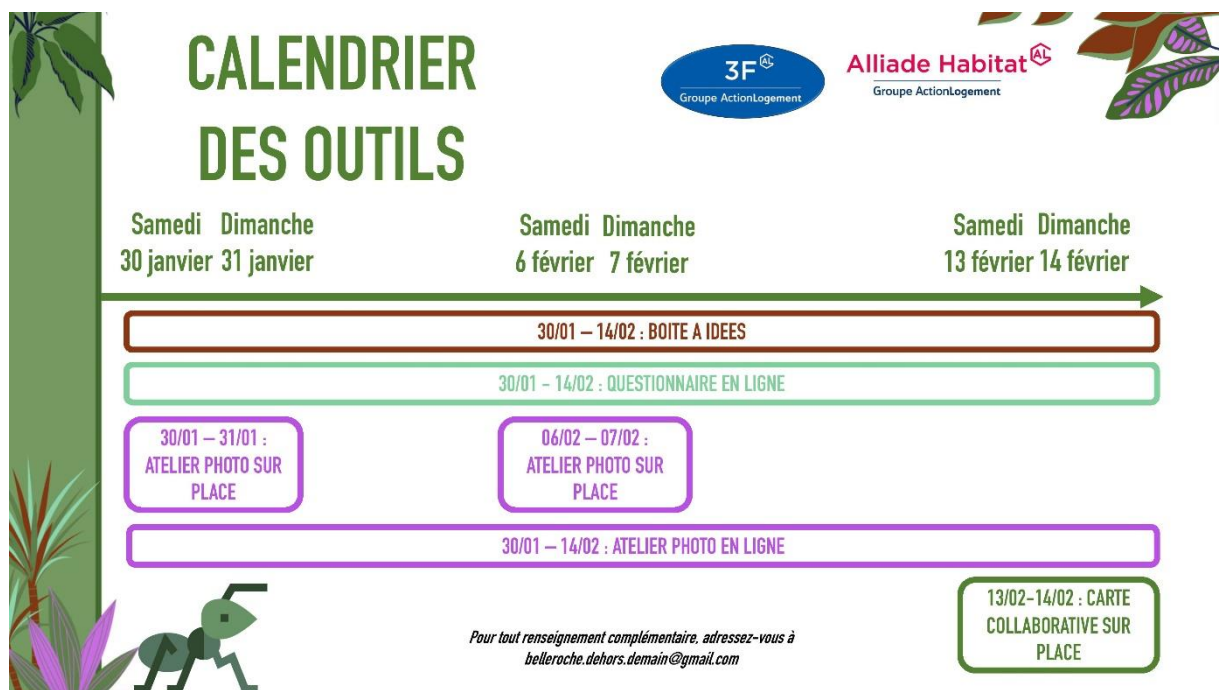 CALENDRIER
DES OUTILS
3F AL
Groupe ActionLogement
Alliade Habitat AL
Groupe ActionLogement
Samedi Dimanche
30 janvier 31 janvier
Samedi Dimanche
6 février 7 février
Samedi Dimanche
13 février 14 février
30/01 – 14/02 : BOITE A IDEES
30/01 - 14/02 : QUESTIONNAIRE EN LIGNE
30/01 – 31/01 :
ATELIER PHOTO SUR
PLACE
06/02 – 07/02 :
ATELIER PHOTO SUR
PLACE
30/01 – 14/02 : ATELIER PHOTO EN LIGNE
13/02-14/02 : CARTE
COLLABORATIVE SUR
PLACE
Pour tout renseignement complémentaire, adressez-vous à
belleroche.dehors.demain@gmail.com